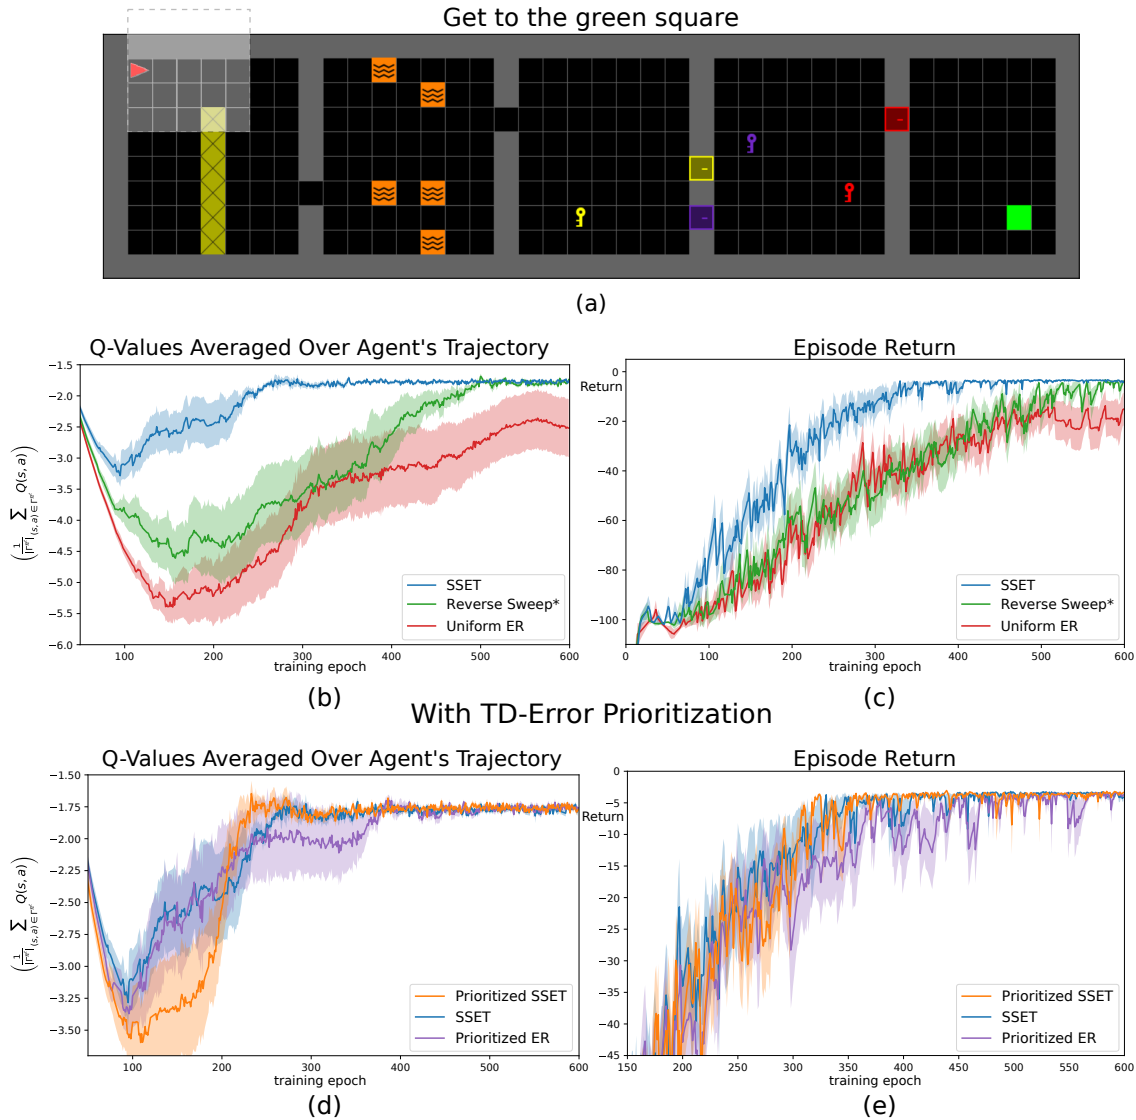 Get to the green square
(a)
Q-Values Averaged Over Agent's Trajectory
−1.5
−2.0
−2.5
−3.0
−3.5
−4.0
−4.5
−5.0
−5.5
−6.0
100
200
300
400
500
600
training epoch
SSET
Reverse Sweep*
Uniform ER
(b)
Episode Return
0
Return
−20
−40
−60
−80
−100
0
100
200
300
400
500
600
training epoch
SSET
Reverse Sweep*
Uniform ER
(c)
With TD-Error Prioritization
Q-Values Averaged Over Agent's Trajectory
−1.50
−1.75
−2.00
−2.25
−2.50
−2.75
−3.00
−3.25
−3.50
100
200
300
400
500
600
training epoch
Prioritized SSET
SSET
Prioritized ER
(d)
Episode Return
0
−5
Return
−10
−15
−20
−25
−30
−35
−40
−45
150
200
250
300
350
400
450
500
550
600
training epoch
Prioritized SSET
SSET
Prioritized ER
(e)